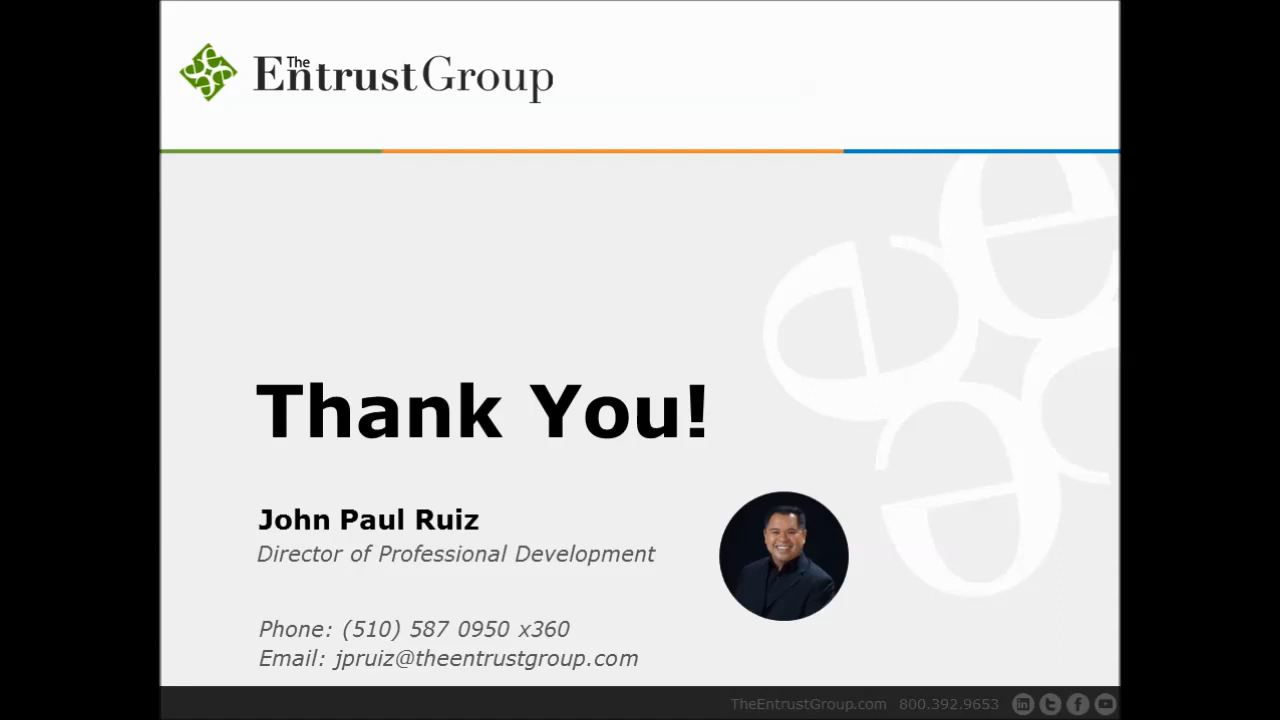 The Entrust Group
Thank You!
John Paul Ruiz
Director of Professional Development
Phone: (510) 587 0950 x360
Email: jpruiz@theentrustgroup.com
TheEntrustGroup.com 800.392.9653